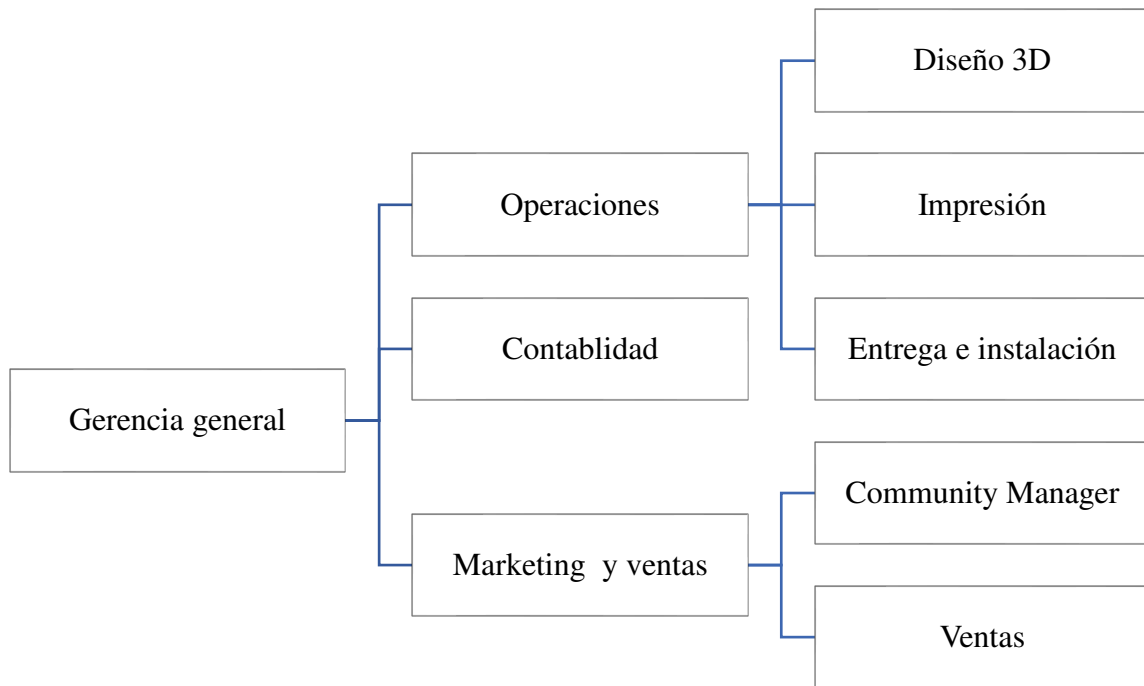 Diseño 3D
Operaciones
Impresión
Contablidad
Entrega e instalación
Gerencia general
Community Manager
Marketing  y ventas
Ventas